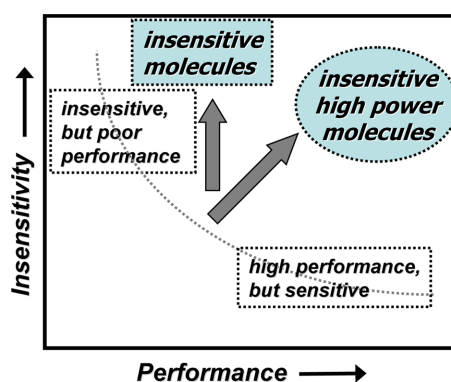 insensitive
molecules
insensitive
high power
molecules
insensitive,
but poor
performance
high performance,
but sensitive
Insensitivity
Performance